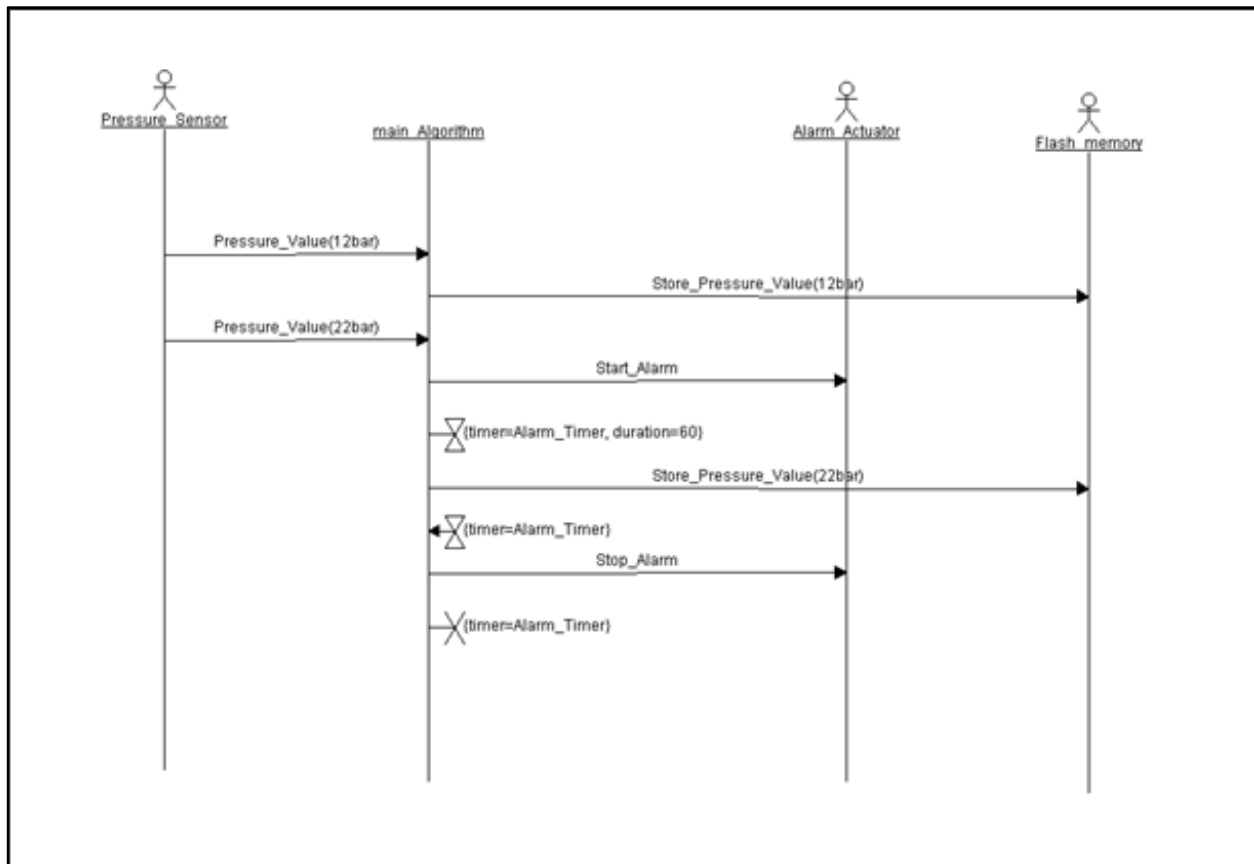 Pressure_Sensor
main_Algorithm
Alarm_Actuator
Flash_memory
Pressure_Value(12bar)
Store_Pressure_Value(12bar)
Pressure_Value(22bar)
Start_Alarm
{timer=Alarm_Timer, duration=60}
Store_Pressure_Value(22bar)
{timer=Alarm_Timer}
Stop_Alarm
{timer=Alarm_Timer}